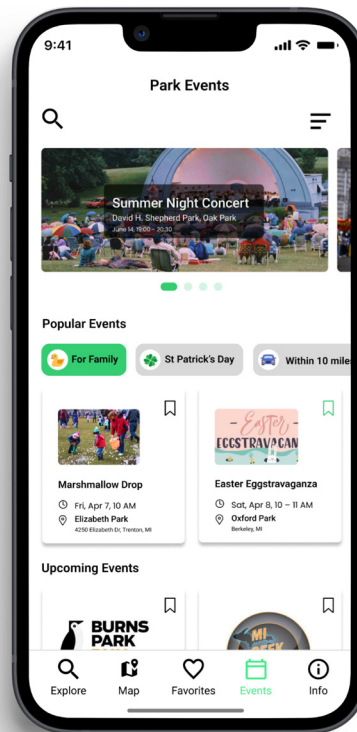 9:41
Park Events
Summer Night Concert
David H. Shepherd Park, Oak Park
June 14, 19:00 - 20:30
Popular Events
For Family
St Patrick's Day
Within 10 miles
- Easter -
EGGSTRAVAGAN
Marshmallow Drop
Fri, Apr 7, 10 AM
Elizabeth Park
4250 Elizabeth Dr, Trenton, MI
Easter Eggstravaganza
Sat, Apr 8, 10 – 11 AM
Oxford Park
Berkeley, MI
Upcoming Events
BURNS
PARK
MI
Explore
Map
Favorites
Events
Info